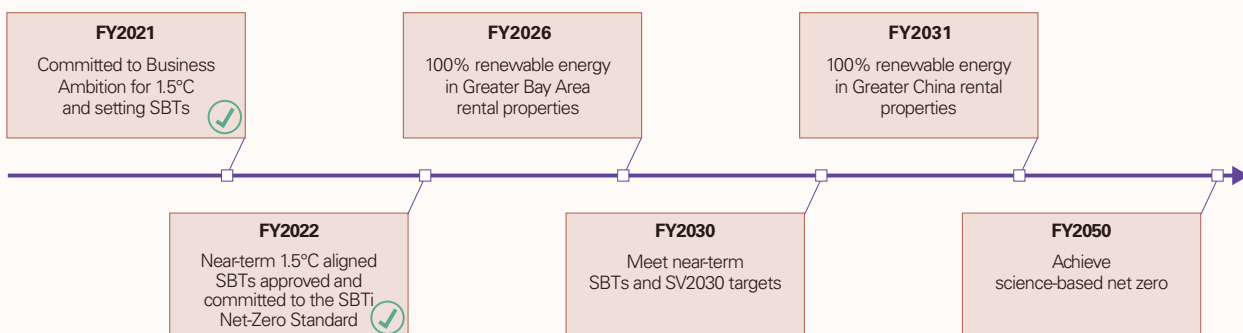 FY2021
Committed to Business
Ambition for 1.5°C
and setting SBTs
FY2026
100% renewable energy
in Greater Bay Area
rental properties
FY2031
100% renewable energy
in Greater China rental
properties
FY2022
Near-term 1.5°C aligned
SBTs approved and
committed to the SBTi
Net-Zero Standard
FY2030
Meet near-term
SBTs and SV2030 targets
FY2050
Achieve
science-based net zero